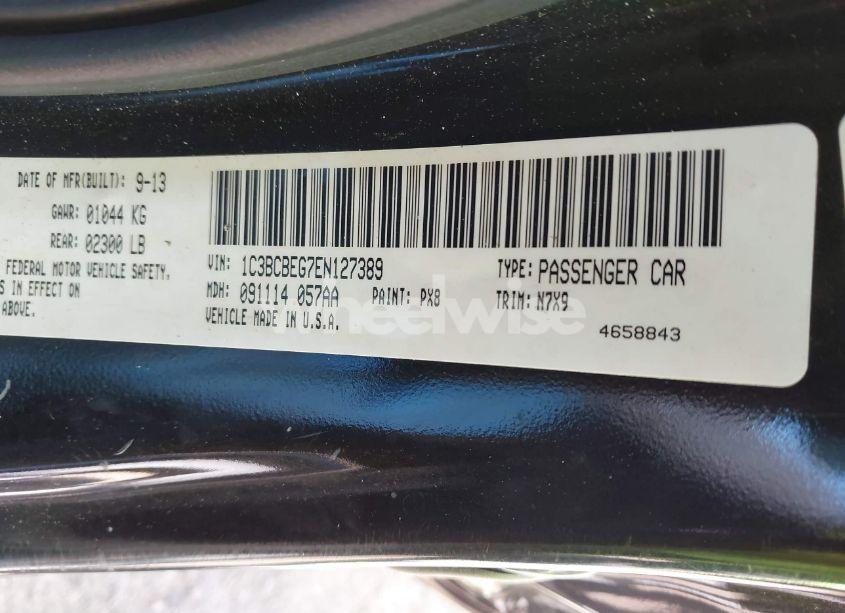 DATE OF MFR(BUILT): 9-13
GAWR: 01044 KG
REAR: 02300 LB
FEDERAL MOTOR VEHICLE SAFETY,
S IN EFFECT ON
ABOVE.
VIN: 1C3BCBEG7EN127389
TYPE: PASSENGER CAR
MDH: 091114 057AA
PAINT: PX8
TRIM: N7X9
VEHICLE MADE IN U.S.A.
4658843
wheelwise